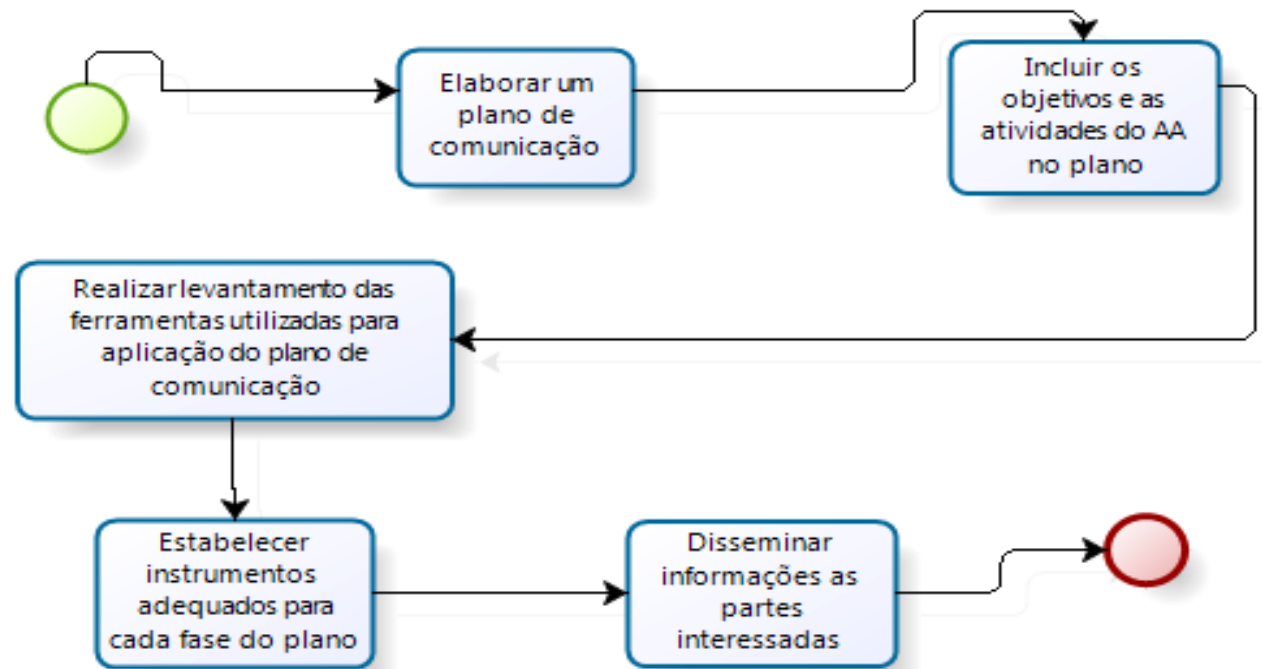 Elaborar um
plano de
comunicação
Incluir os
objetivos e as
atividades do AA
no plano
Realizar levantamento das
ferramentas utilizadas para
aplicação do plano de
comunicação
Estabelecer
instrumentos
adequados para
cada fase do plano
Disseminar
informações as
partes
interessadas